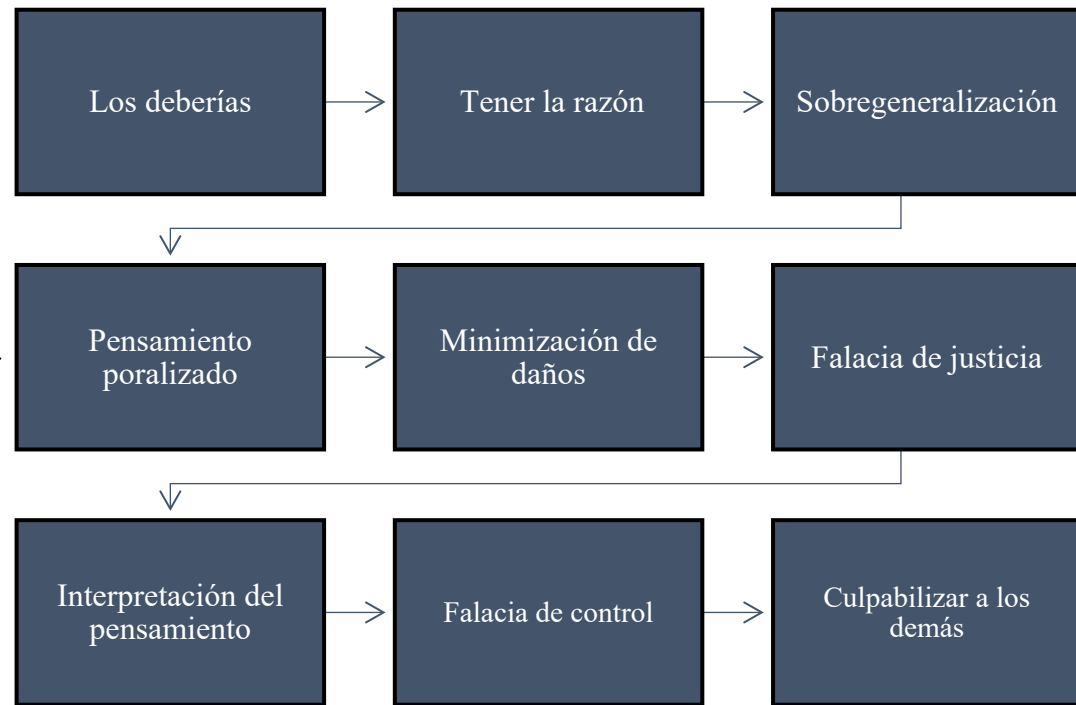 Los deberías
Tener la razón
Sobregeneralización
Pensamiento
poralizado
Minimización de
daños
Falacia de justicia
Interpretación del
pensamiento
Falacia de control
Culpabilizar a los
demás